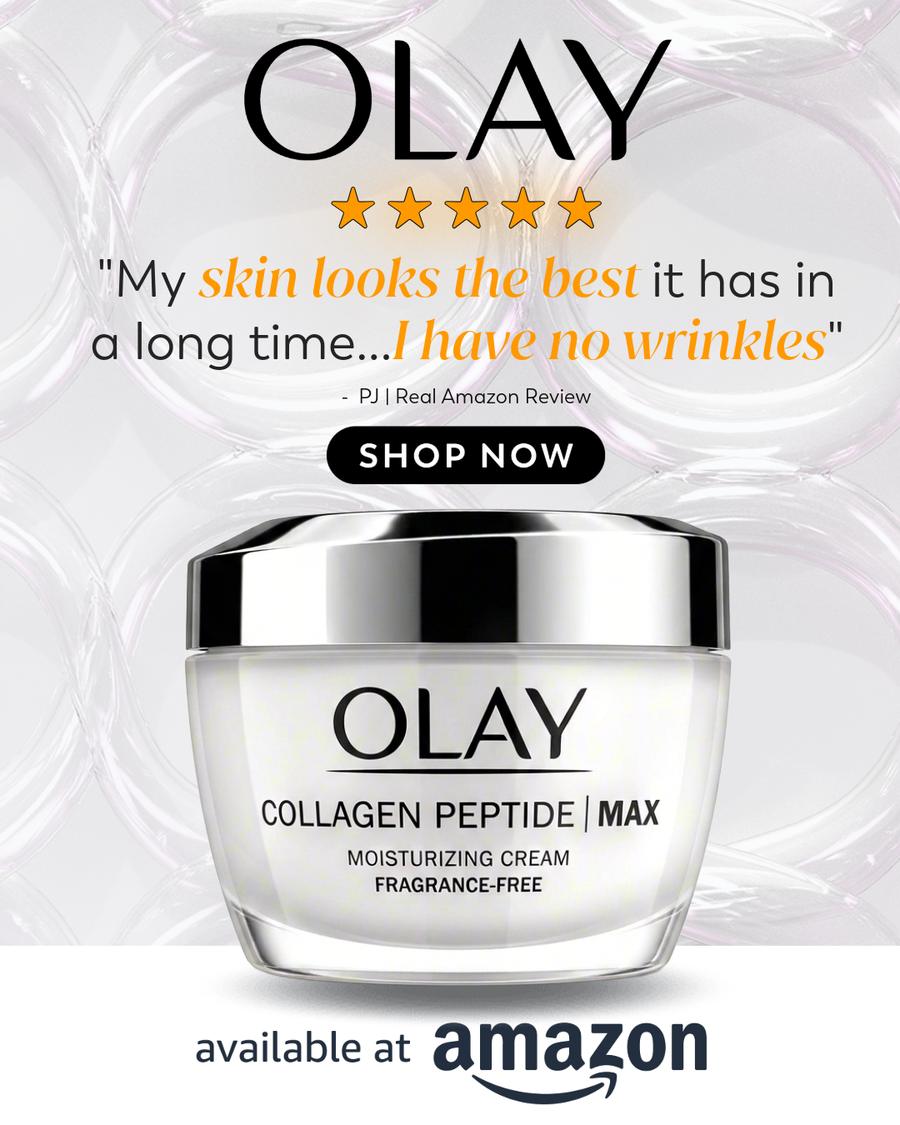 OLAY
"My skin looks the best it has in
a long time...I have no wrinkles"
- PJ | Real Amazon Review
SHOP NOW
OLAY
COLLAGEN PEPTIDE | MAX
MOISTURIZING CREAM
FRAGRANCE-FREE
available at amazon